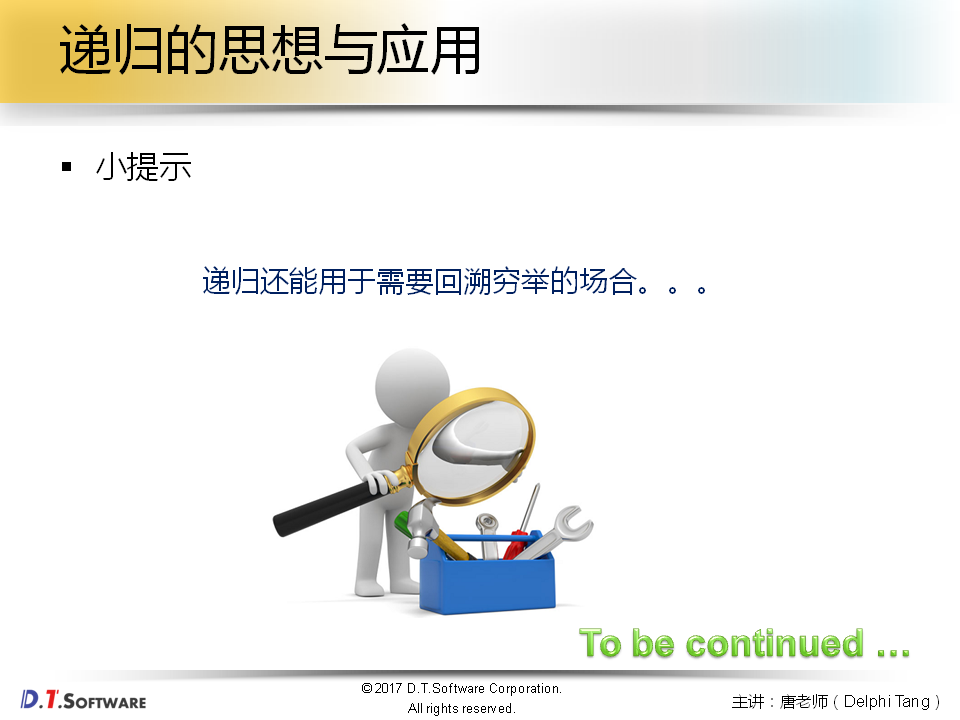 递归的思想与应用
▪ 小提示
递归还能用于需要回溯穷举的场合。。。
To be continued …
D.T.SOFTWARE
©2017 D.T.Software Corporation.
All rights reserved.
主讲：唐老师（Delphi Tang）